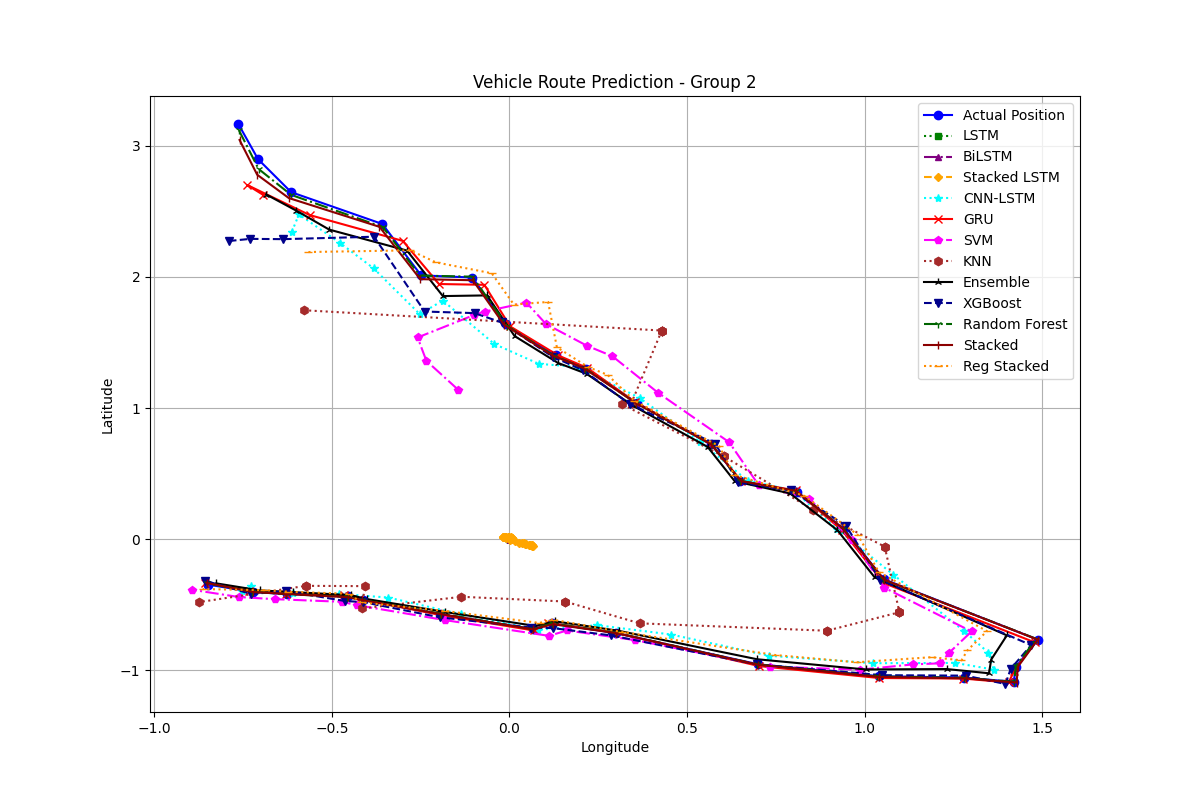 Vehicle Route Prediction - Group 2
Actual Position
LSTM
BiLSTM
Stacked LSTM
CNN-LSTM
GRU
SVM
KNN
Ensemble
XGBoost
Random Forest
Stacked
Reg Stacked
Latitude
3
2
1
0
−1
−1.0 −0.5 0.0 0.5 1.0 1.5
Longitude